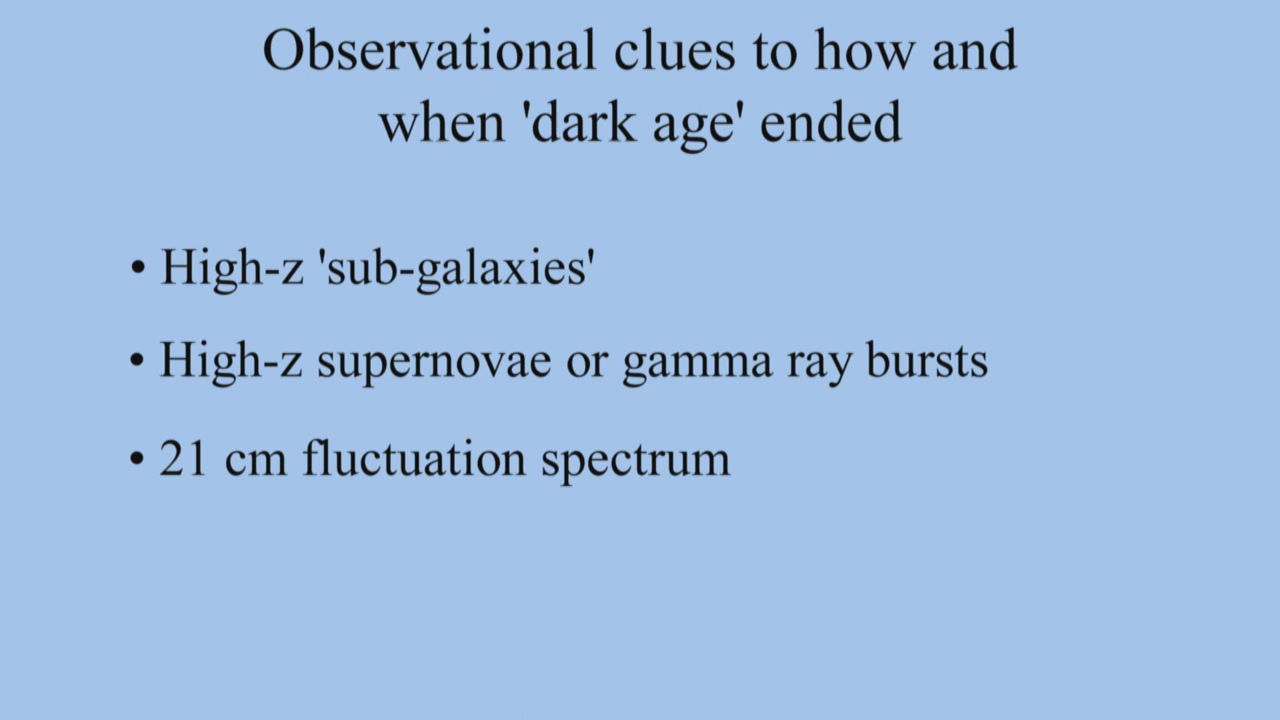 Observational clues to how and
when 'dark age' ended
• High-z 'sub-galaxies'
• High-z supernovae or gamma ray bursts
• 21 cm fluctuation spectrum